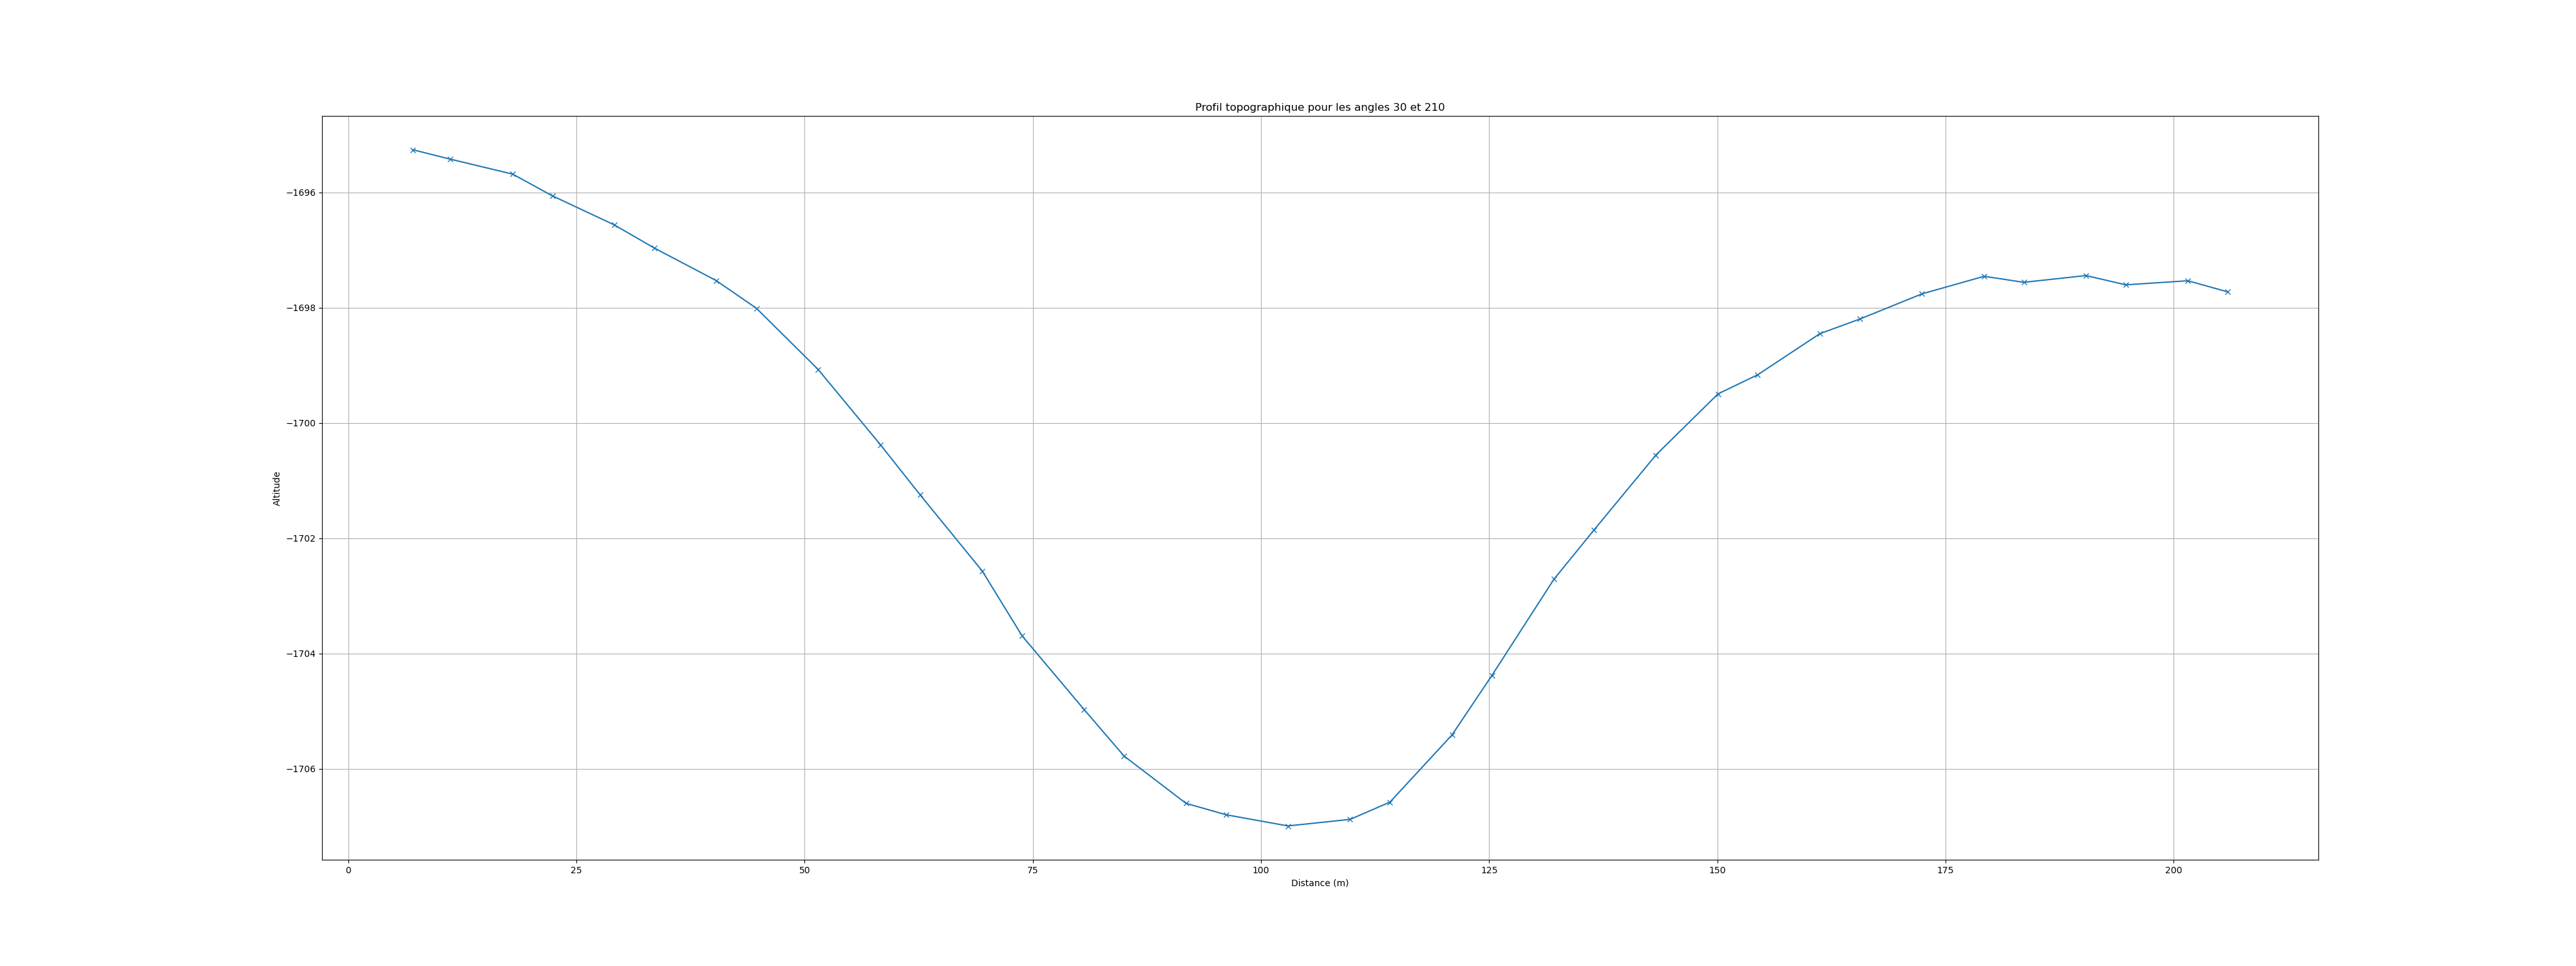 Profil topographique pour les angles 30 et 210
Altitude
−1696
−1698
−1700
−1702
−1704
−1706
0 25 50 75 100 125 150 175 200
Distance (m)